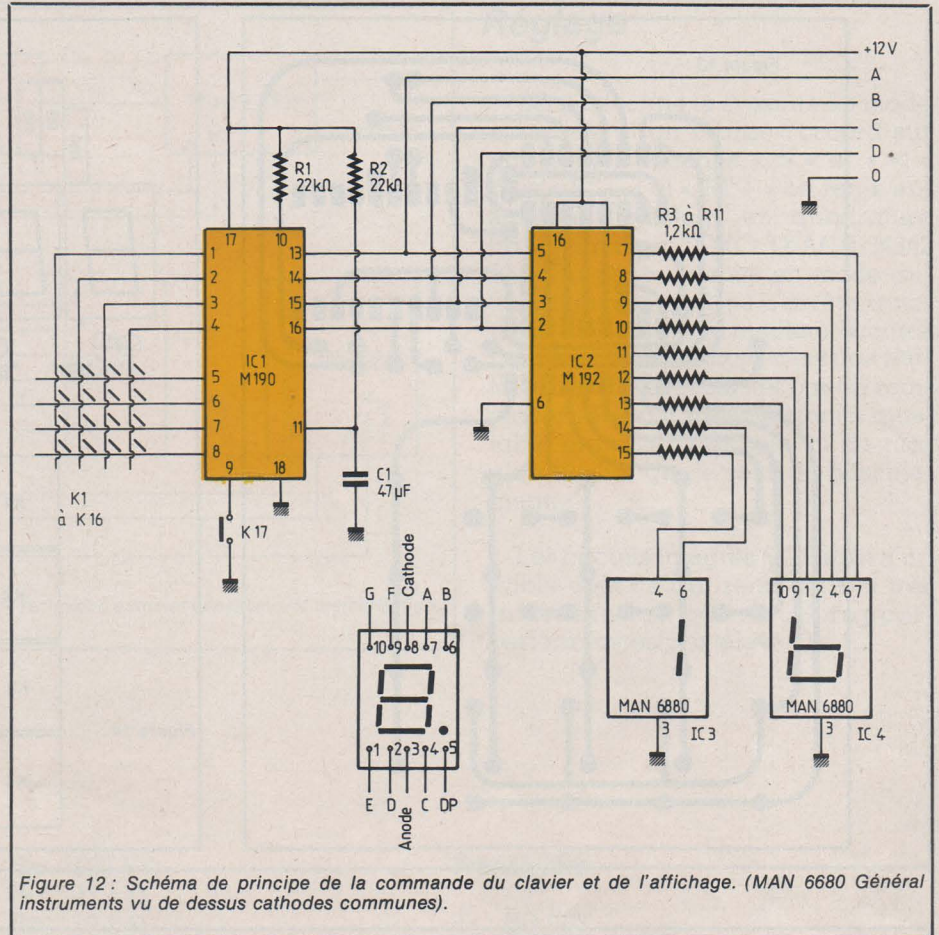 +12V
A
B
C
D
0
R1
22kΩ
R2
22kΩ
R3 à R11
1,2kΩ
17 10
16 1
1 13
2 14
3 15
4 16
5 7
4 8
3 9
2 10
11
12
6 13
14
15
IC1
M190
IC2
M192
5
6
7
8
11
9 18
K1
à K16
K17
C1
47µF
Cathode
G F A B
10 9 8 7 6
1 2 3 4 5
E D C DP
Anode
4 6
MAN 6880
3
IC3
10 9 1 2 4 6 7
MAN 6880
3
IC4
Figure 12 : Schéma de principe de la commande du clavier et de l'affichage. (MAN 6680 Général
instruments vu de dessus cathodes communes).